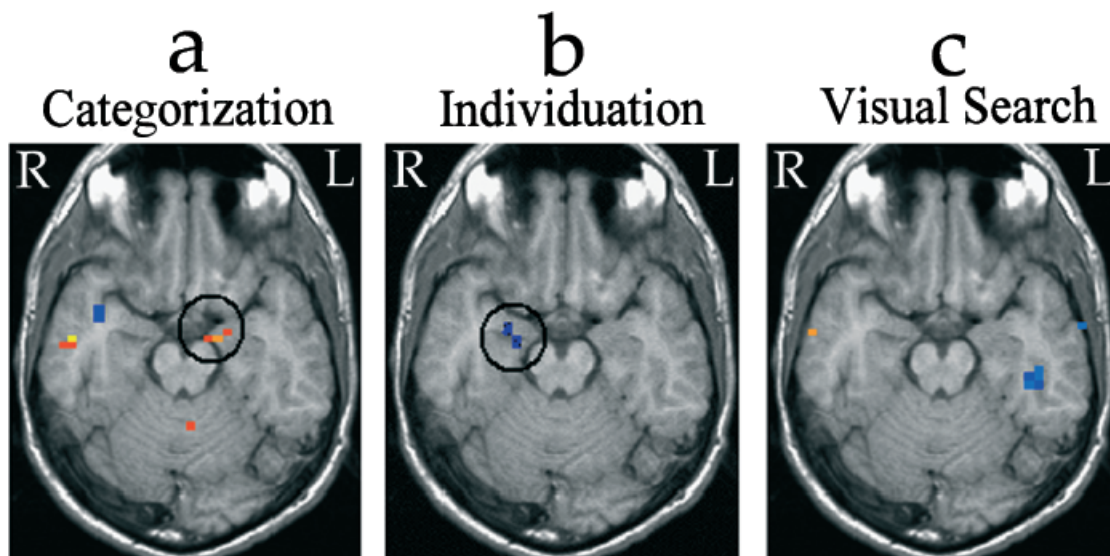 a
Categorization
R L
b
Individuation
R L
c
Visual Search
R L